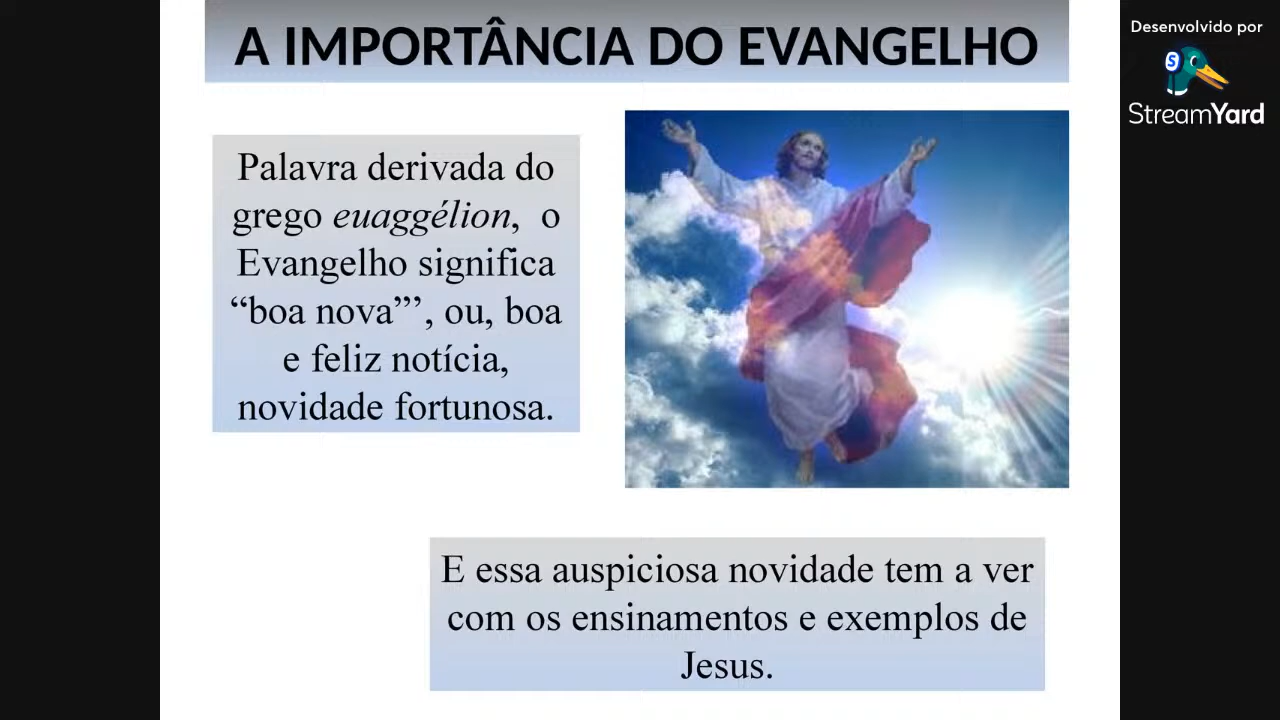 A IMPORTÂNCIA DO EVANGELHO
Desenvolvido por
S
StreamYard
Palavra derivada do
grego euaggélion, o
Evangelho significa
“boa nova”’, ou, boa
e feliz notícia,
novidade fortunosa.
E essa auspiciosa novidade tem a ver
com os ensinamentos e exemplos de
Jesus.